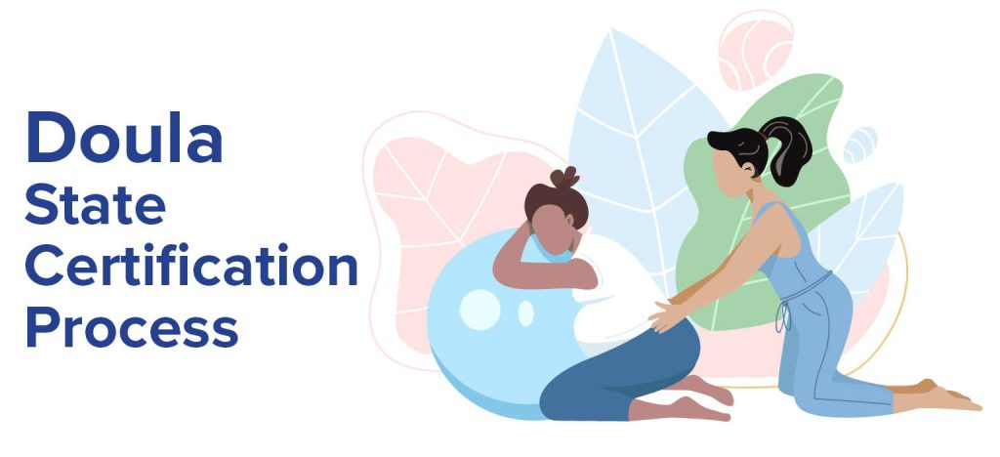 Doula
State
Certification
Process